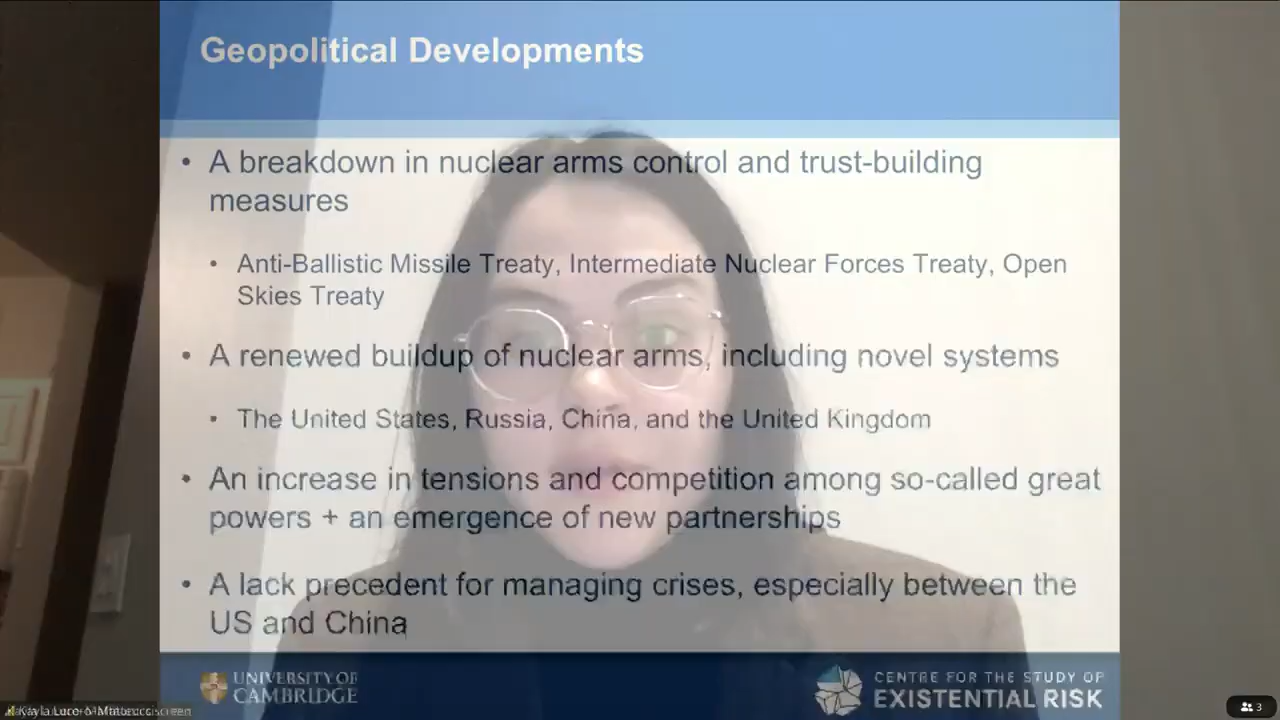 Geopolitical Developments
• A breakdown in nuclear arms control and trust-building
measures
• Anti-Ballistic Missile Treaty, Intermediate Nuclear Forces Treaty, Open
Skies Treaty
• A renewed buildup of nuclear arms, including novel systems
• The United States, Russia, China, and the United Kingdom
• An increase in tensions and competition among so-called great
powers + an emergence of new partnerships
• A lack precedent for managing crises, especially between the
US and China
UNIVERSITY OF
CAMBRIDGE
CENTRE FOR THE STUDY OF
EXISTENTIAL RISK
3